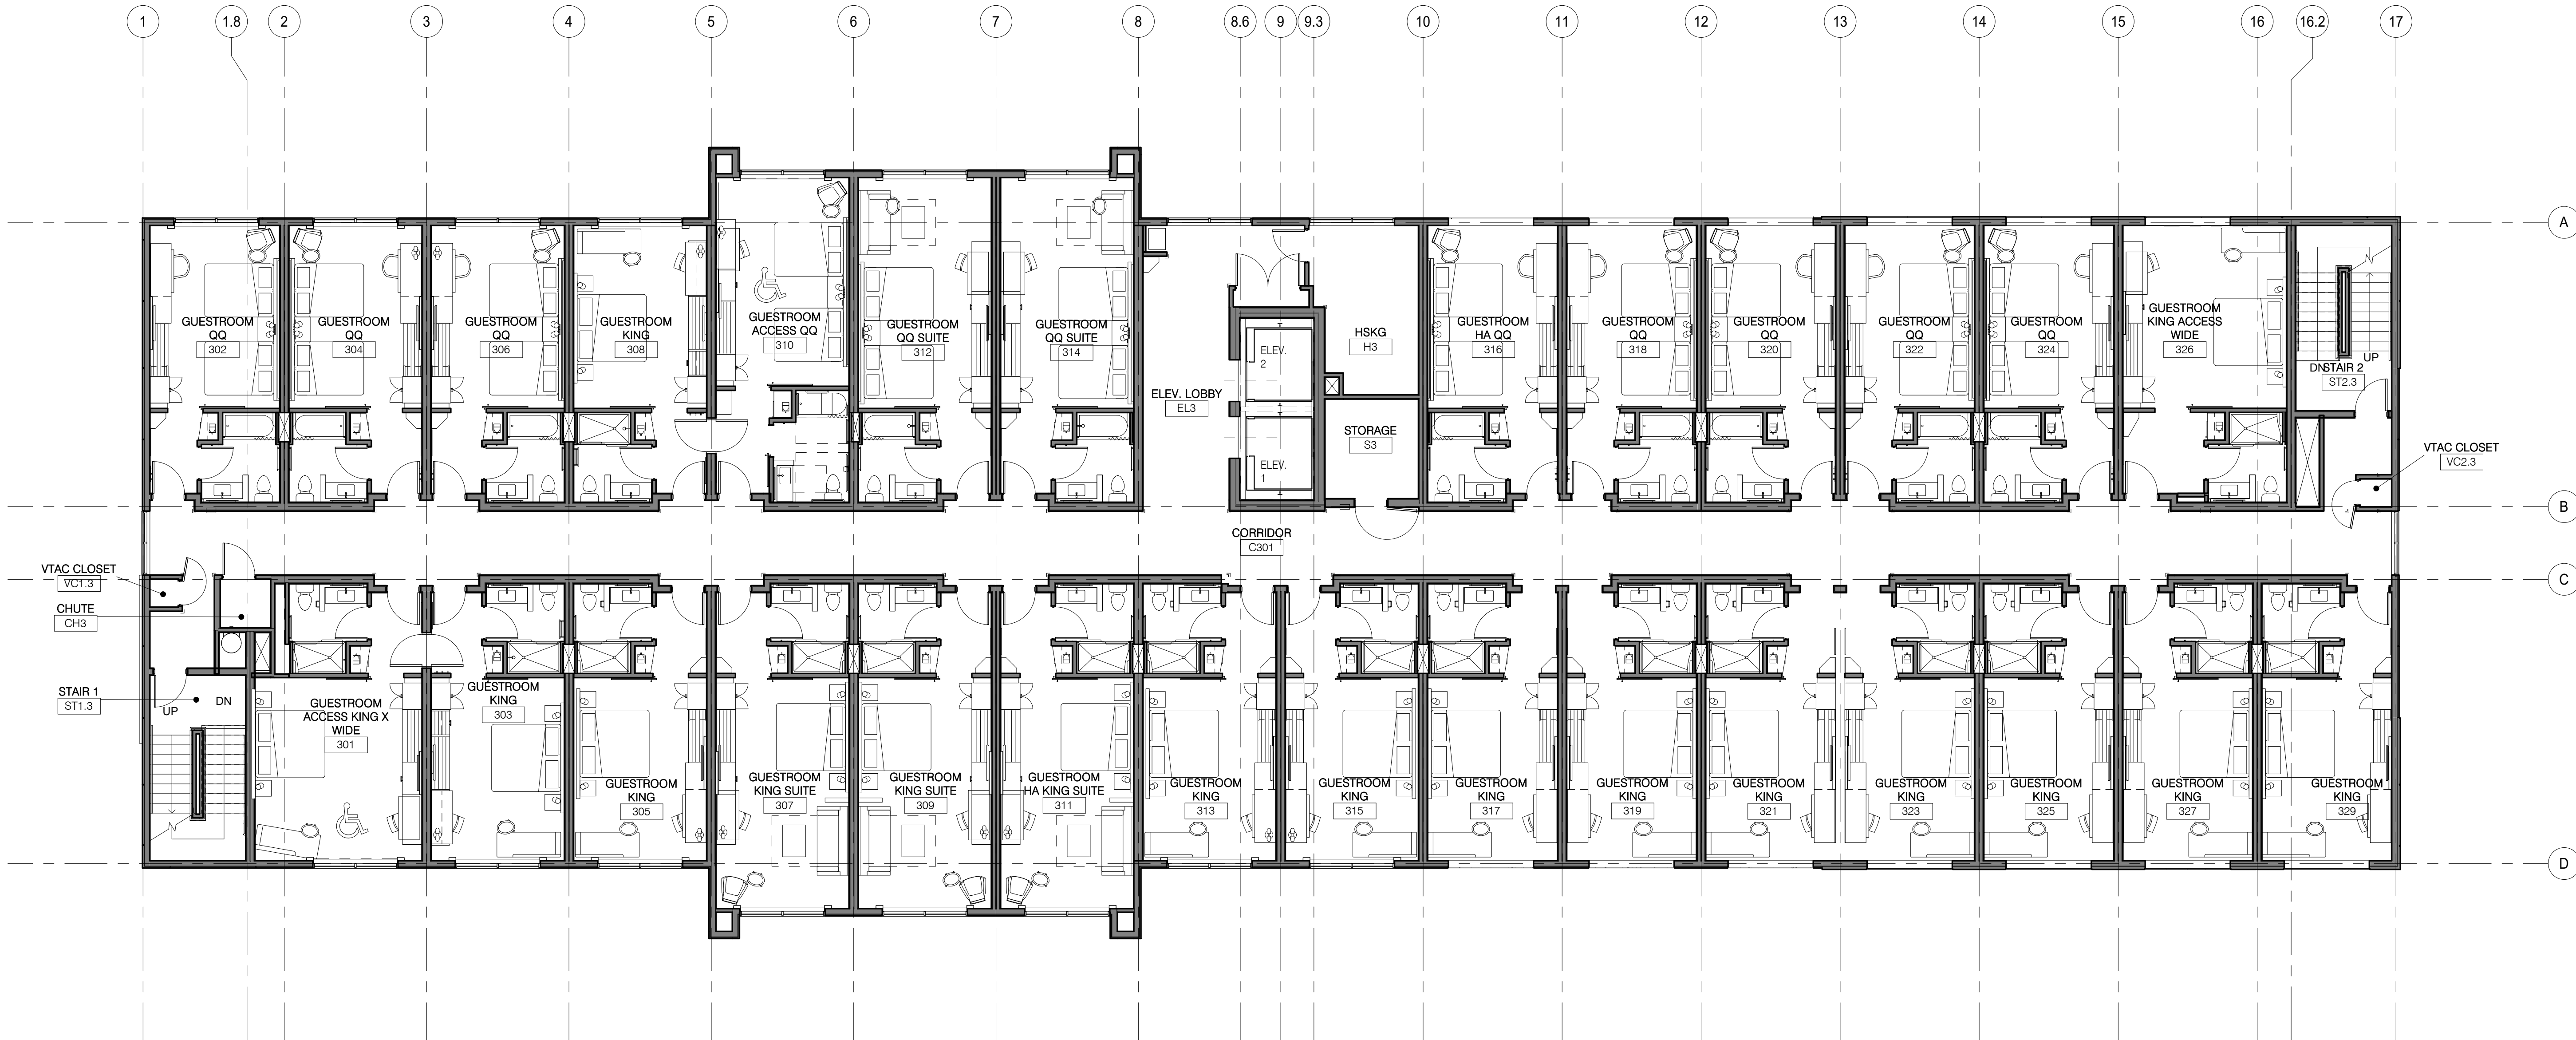 1
1.8
2
3
4
5
6
7
8
8.6
9
9.3
10
11
12
13
14
15
16
16.2
17
A
B
C
D
GUESTROOM
QQ
302
GUESTROOM
QQ
304
GUESTROOM
QQ
306
GUESTROOM
KING
308
GUESTROOM
ACCESS QQ
310
GUESTROOM
QQ SUITE
312
GUESTROOM
QQ SUITE
314
ELEV. LOBBY
EL3
ELEV.
2
ELEV.
1
HSKG
H3
STORAGE
S3
GUESTROOM
HA QQ
316
GUESTROOM
QQ
318
GUESTROOM
QQ
320
GUESTROOM
QQ
322
GUESTROOM
QQ
324
GUESTROOM
KING ACCESS
WIDE
326
UP
DN
STAIR 2
ST2.3
VTAC CLOSET
VC2.3
CORRIDOR
C301
VTAC CLOSET
VC1.3
CHUTE
CH3
STAIR 1
ST1.3
UP
DN
GUESTROOM
ACCESS KING X
WIDE
301
GUESTROOM
KING
303
GUESTROOM
KING
305
GUESTROOM
KING SUITE
307
GUESTROOM
KING SUITE
309
GUESTROOM
HA KING SUITE
311
GUESTROOM
KING
313
GUESTROOM
KING
315
GUESTROOM
KING
317
GUESTROOM
KING
319
GUESTROOM
KING
321
GUESTROOM
KING
323
GUESTROOM
KING
325
GUESTROOM
KING
327
GUESTROOM
KING
329